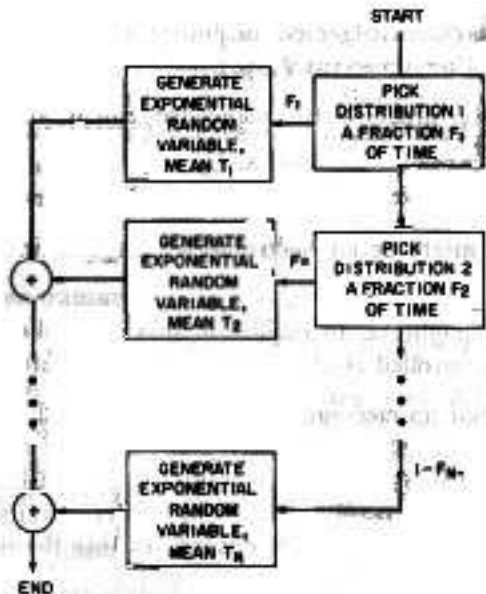 START
PICK
DISTRIBUTION 1
A FRACTION F₁
OF TIME
F₁
GENERATE
EXPONENTIAL
RANDOM
VARIABLE,
MEAN T₁
PICK
DISTRIBUTION 2
A FRACTION F₂
OF TIME
GENERATE
EXPONENTIAL
RANDOM
VARIABLE,
MEAN T₂
+
GENERATE
EXPONENTIAL
RANDOM
VARIABLE,
MEAN T_N
+
END